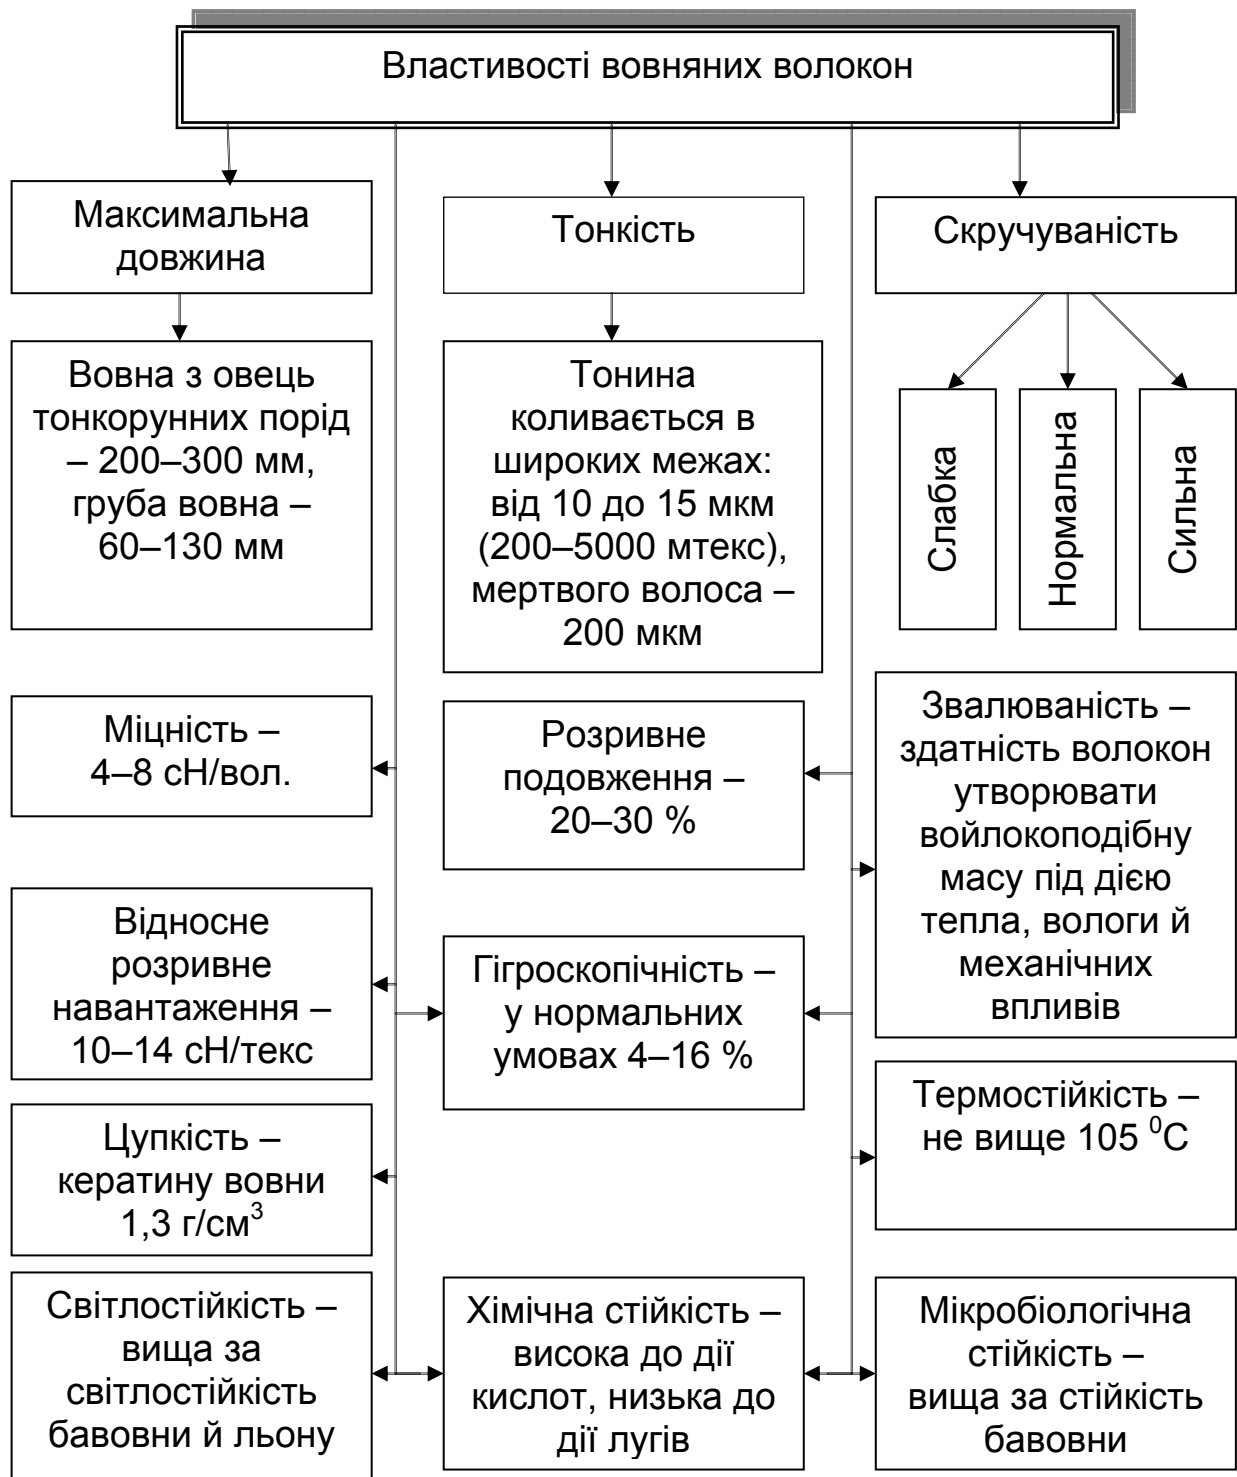 Властивості вовняних волокон
Максимальна
довжина
Тонкість
Скручуваність
Вовна з овець
тонкорунних порід
– 200–300 мм,
груба вовна –
60–130 мм
Тонина
коливається в
широких межах:
від 10 до 15 мкм
(200–5000 мтекс),
мертвого волоса –
200 мкм
Слабка
Нормальна
Сильна
Міцність –
4–8 сН/вол.
Розривне
подовження –
20–30 %
Звалюваність –
здатність волокон
утворювати
войлокоподібну
масу під дією
тепла, вологи й
механічних
впливів
Відносне
розривне
навантаження –
10–14 сН/текс
Гігроскопічність –
у нормальних
умовах 4–16 %
Термостійкість –
не вище 105 ⁰С
Цупкість –
кератину вовни
1,3 г/см³
Світлостійкість –
вища за
світлостійкість
бавовни й льону
Хімічна стійкість –
висока до дії
кислот, низька до
дії лугів
Мікробіологічна
стійкість –
вища за стійкість
бавовни